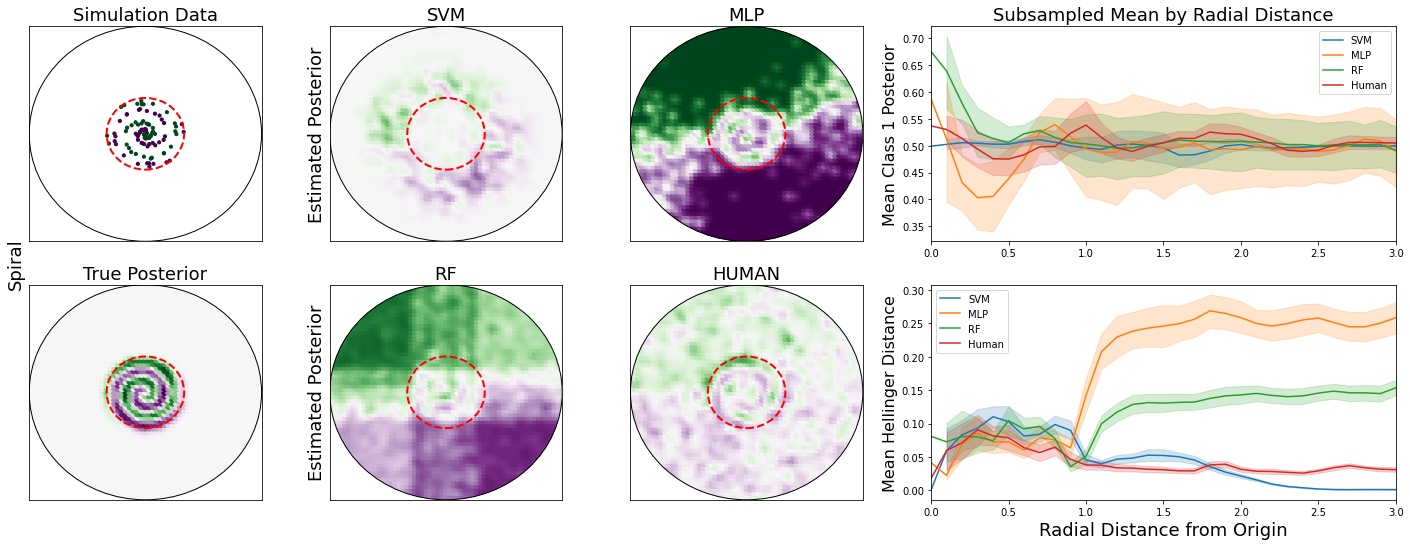 Simulation Data
SVM
MLP
Subsampled Mean by Radial Distance
Spiral
Estimated Posterior
Mean Class 1 Posterior
0.70
0.65
0.60
0.55
0.50
0.45
0.40
0.35
SVM
MLP
RF
Human
0.0
0.5
1.0
1.5
2.0
2.5
3.0
True Posterior
RF
HUMAN
Estimated Posterior
Mean Hellinger Distance
0.30
0.25
0.20
0.15
0.10
0.05
0.00
SVM
MLP
RF
Human
0.0
0.5
1.0
1.5
2.0
2.5
3.0
Radial Distance from Origin